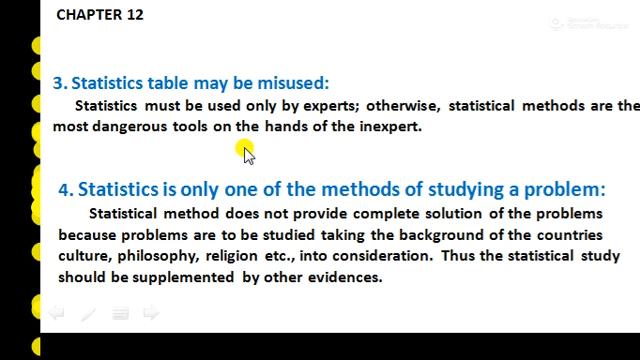 CHAPTER 12
3. Statistics table may be misused:
Statistics must be used only by experts; otherwise, statistical methods are the
most dangerous tools on the hands of the inexpert.
4. Statistics is only one of the methods of studying a problem:
Statistical method does not provide complete solution of the problems
because problems are to be studied taking the background of the countries
culture, philosophy, religion etc., into consideration. Thus the statistical study
should be supplemented by other evidences.